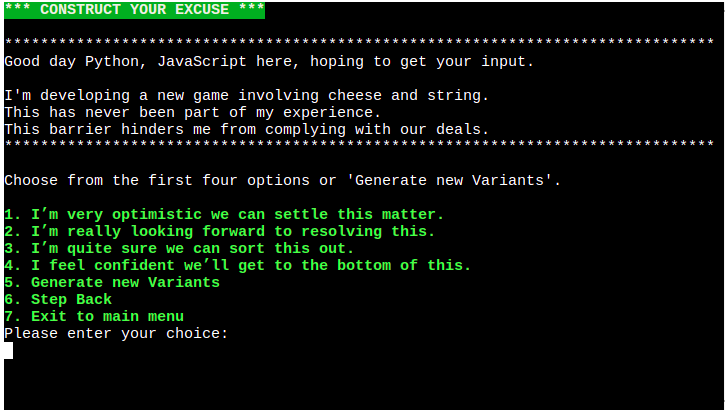 *** CONSTRUCT YOUR EXCUSE ***
*******************************************************************************
Good day Python, JavaScript here, hoping to get your input.
I'm developing a new game involving cheese and string.
This has never been part of my experience.
This barrier hinders me from complying with our deals.
*******************************************************************************
Choose from the first four options or 'Generate new Variants'.
1. I’m very optimistic we can settle this matter.
2. I’m really looking forward to resolving this.
3. I’m quite sure we can sort this out.
4. I feel confident we’ll get to the bottom of this.
5. Generate new Variants
6. Step Back
7. Exit to main menu
Please enter your choice: